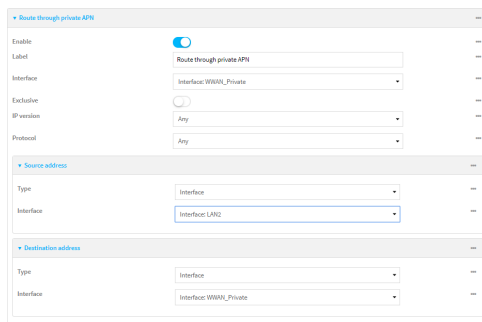 Route through private APN
Enable
Label Route through private APN
Interface Interface: WWAN_Private
Exclusive
IP version Any
Protocol Any
Source address
Type Interface
Interface Interface: LAN2
Destination address
Type Interface
Interface Interface: WWAN_Private